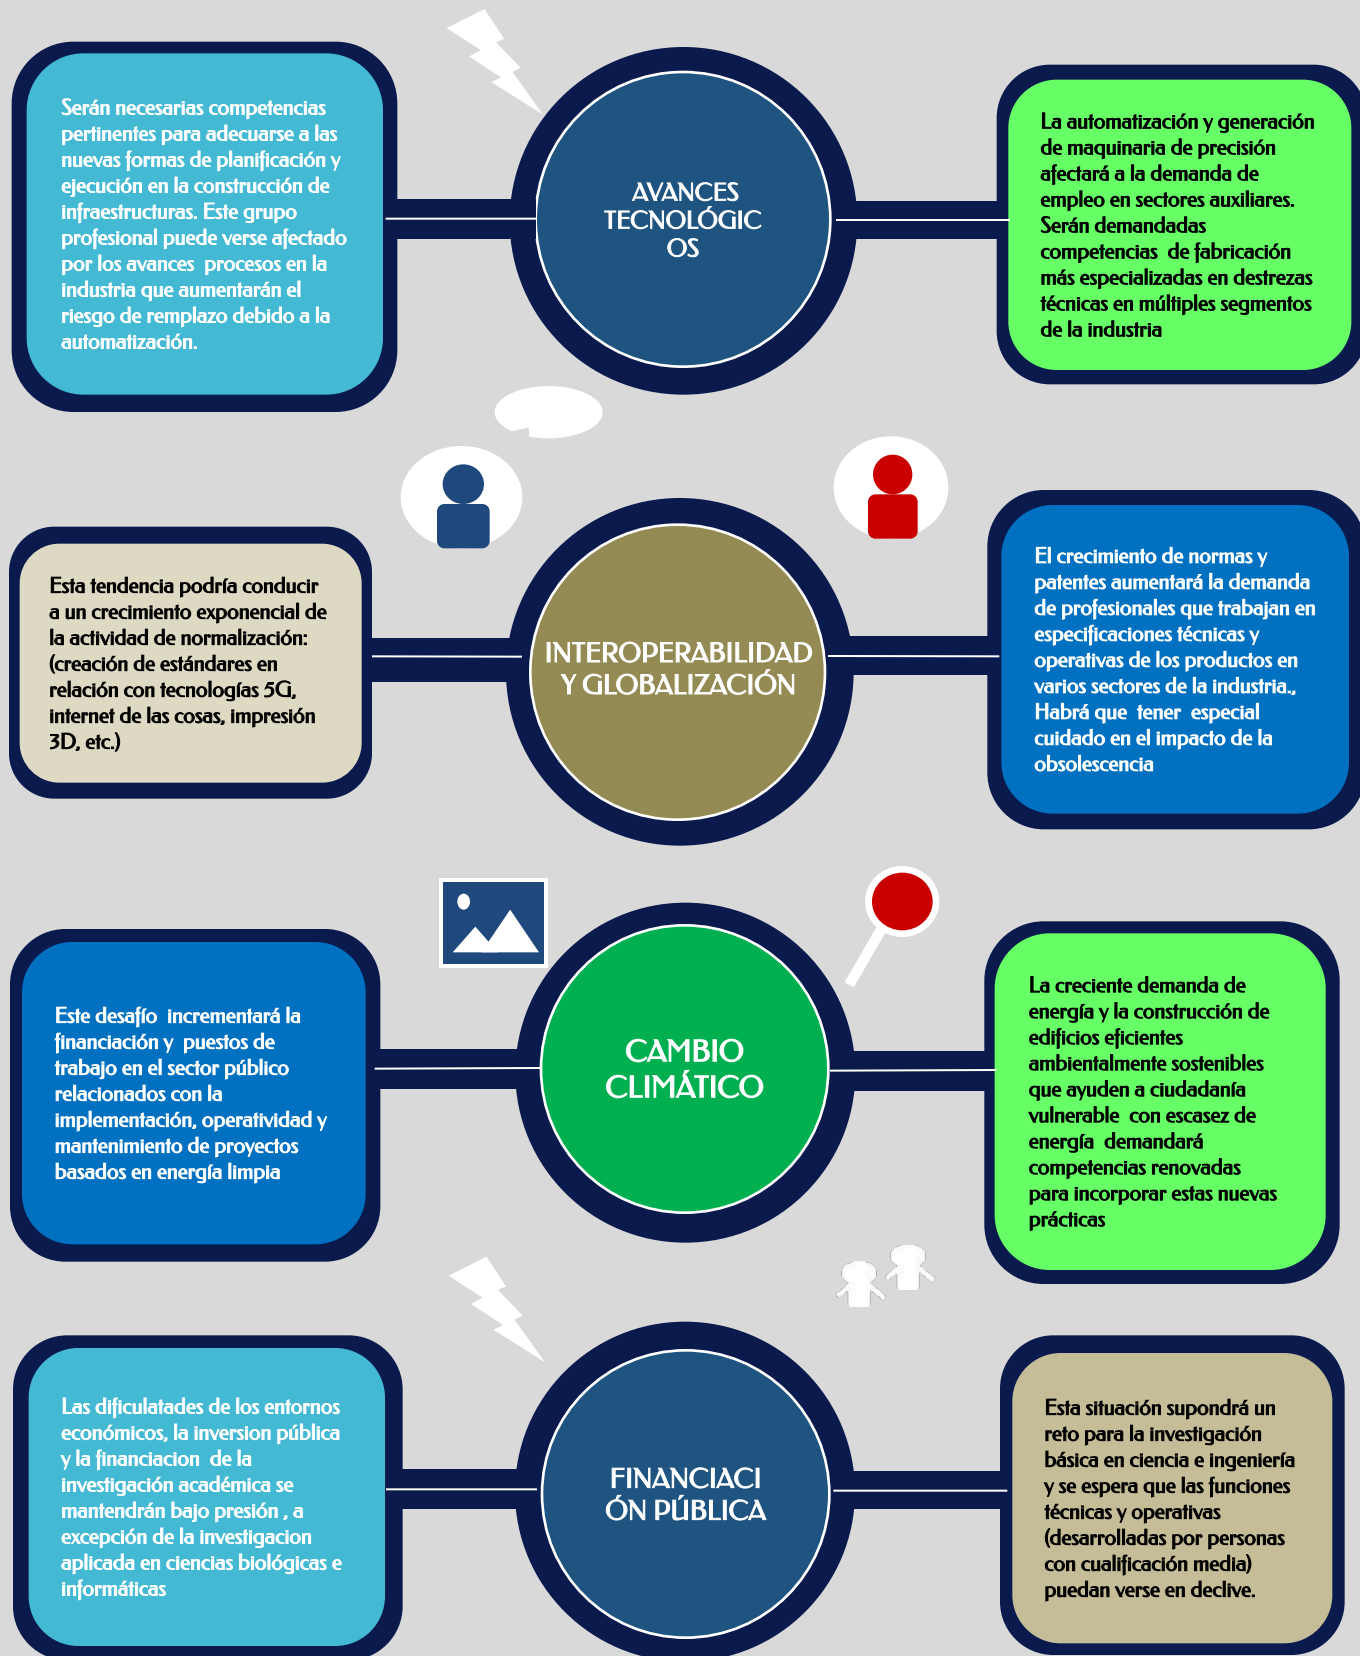 Serán necesarias competencias
pertinentes para adecuarse a las
nuevas formas de planificación y
ejecución en la construcción de
infraestructuras. Este grupo
profesional puede verse afectado
por los avances  procesos en la
industria que aumentarán el
riesgo de remplazo debido a la
automatización.
AVANCES
TECNOLÓGIC
OS
La automatización y generación
de maquinaria de precisión
afectará a la demanda de
empleo en sectores auxiliares.
Serán demandadas
competencias  de fabricación
más especializadas en destrezas
técnicas en múltiples segmentos
de la industria
Esta tendencia podría conducir
a un crecimiento exponencial de
la actividad de normalización:
(creación de estándares en
relación con tecnologías 5G,
internet de las cosas, impresión
3D, etc.)
INTEROPERABILIDAD
Y GLOBALIZACIÓN
El crecimiento de normas y
patentes aumentará la demanda
de profesionales que trabajan en
especificaciones técnicas y
operativas de los productos en
varios sectores de la industria.,
Habrá que  tener  especial
cuidado en el impacto de la
obsolescencia
Este desafío  incrementará la
financiación y  puestos de
trabajo en el sector público
relacionados con la
implementación, operatividad y
mantenimiento de proyectos
basados en energía limpia
CAMBIO
CLIMÁTICO
La creciente demanda de
energía y la construcción de
edificios eficientes
ambientalmente sostenibles
que ayuden a ciudadanía
vulnerable  con escasez de
energía  demandará
competencias renovadas
para incorporar estas nuevas
prácticas
Las dificulatades de los entornos
económicos, la inversion pública
y la financiacion  de la
investigación académica se
mantendrán bajo presión , a
excepción de la investigacion
aplicada en ciencias biológicas e
informáticas
FINANCIACI
ÓN PÚBLICA
Esta situación supondrá un
reto para la investigación
básica en ciencia e ingeniería
y se espera que las funciones
técnicas y operativas
(desarrolladas por personas
con cualificación media)
puedan verse en declive.